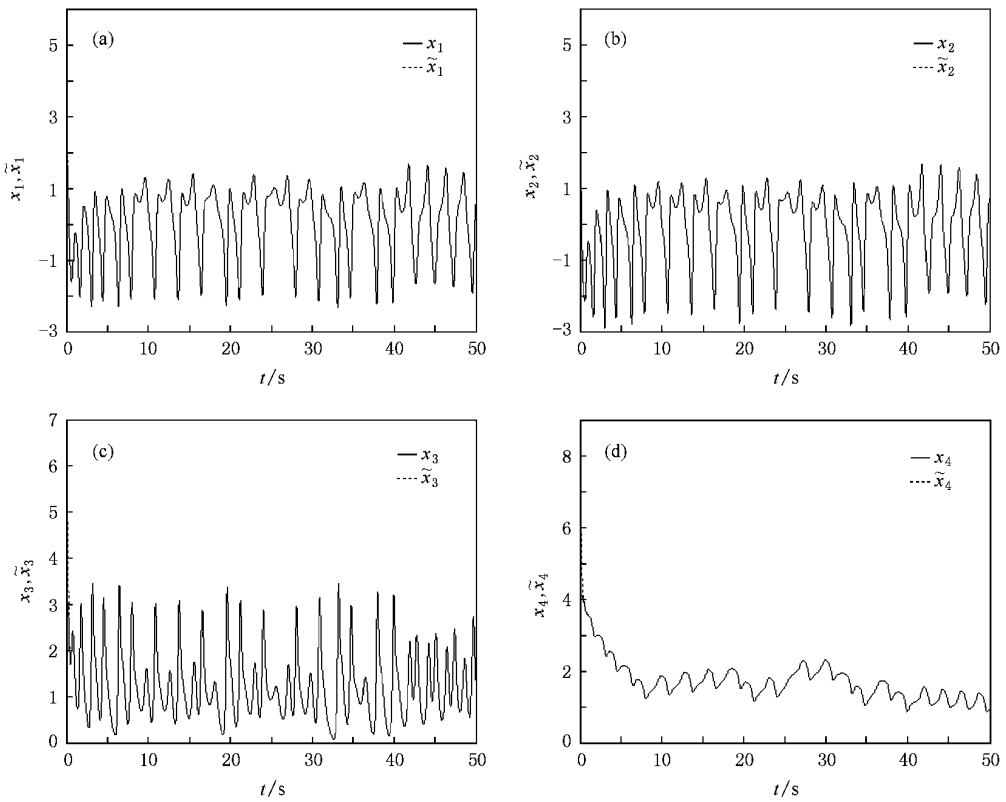 (a)
x₁
x̃₁
5
3
1
−1
−3
x₁, x̃₁
0 10 20 30 40 50
t/s
(b)
x₂
x̃₂
5
3
1
−1
−3
x₂, x̃₂
0 10 20 30 40 50
t/s
(c)
x₃
x̃₃
7
6
5
4
3
2
1
0
x₃, x̃₃
0 10 20 30 40 50
t/s
(d)
x₄
x̃₄
8
6
4
2
0
x₄, x̃₄
0 10 20 30 40 50
t/s